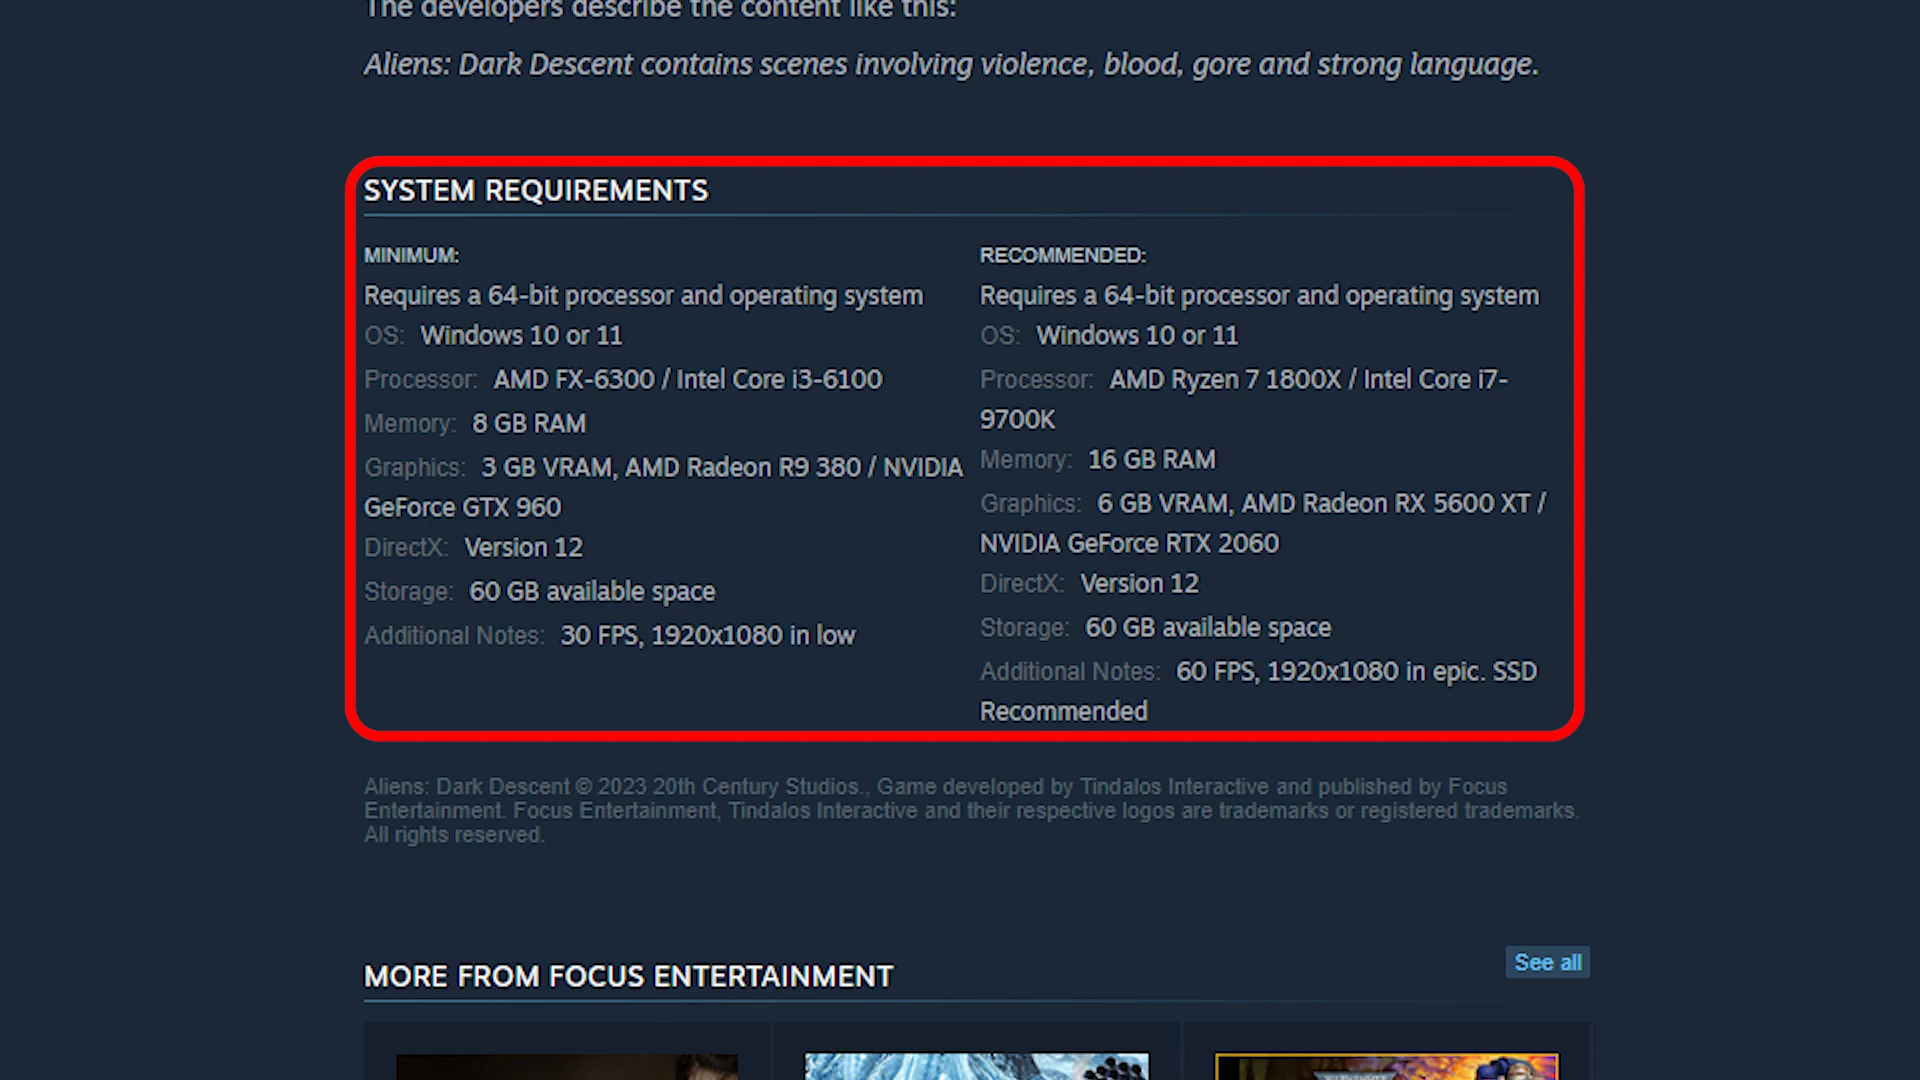 The developers describe the content like this:
Aliens: Dark Descent contains scenes involving violence, blood, gore and strong language.
SYSTEM REQUIREMENTS
MINIMUM:
Requires a 64-bit processor and operating system
OS: Windows 10 or 11
Processor: AMD FX-6300 / Intel Core i3-6100
Memory: 8 GB RAM
Graphics: 3 GB VRAM, AMD Radeon R9 380 / NVIDIA
GeForce GTX 960
DirectX: Version 12
Storage: 60 GB available space
Additional Notes: 30 FPS, 1920x1080 in low
RECOMMENDED:
Requires a 64-bit processor and operating system
OS: Windows 10 or 11
Processor: AMD Ryzen 7 1800X / Intel Core i7-
9700K
Memory: 16 GB RAM
Graphics: 6 GB VRAM, AMD Radeon RX 5600 XT /
NVIDIA GeForce RTX 2060
DirectX: Version 12
Storage: 60 GB available space
Additional Notes: 60 FPS, 1920x1080 in epic. SSD
Recommended
Aliens: Dark Descent © 2023 20th Century Studios., Game developed by Tindalos Interactive and published by Focus
Entertainment. Focus Entertainment, Tindalos Interactive and their respective logos are trademarks or registered trademarks.
All rights reserved.
MORE FROM FOCUS ENTERTAINMENT
See all